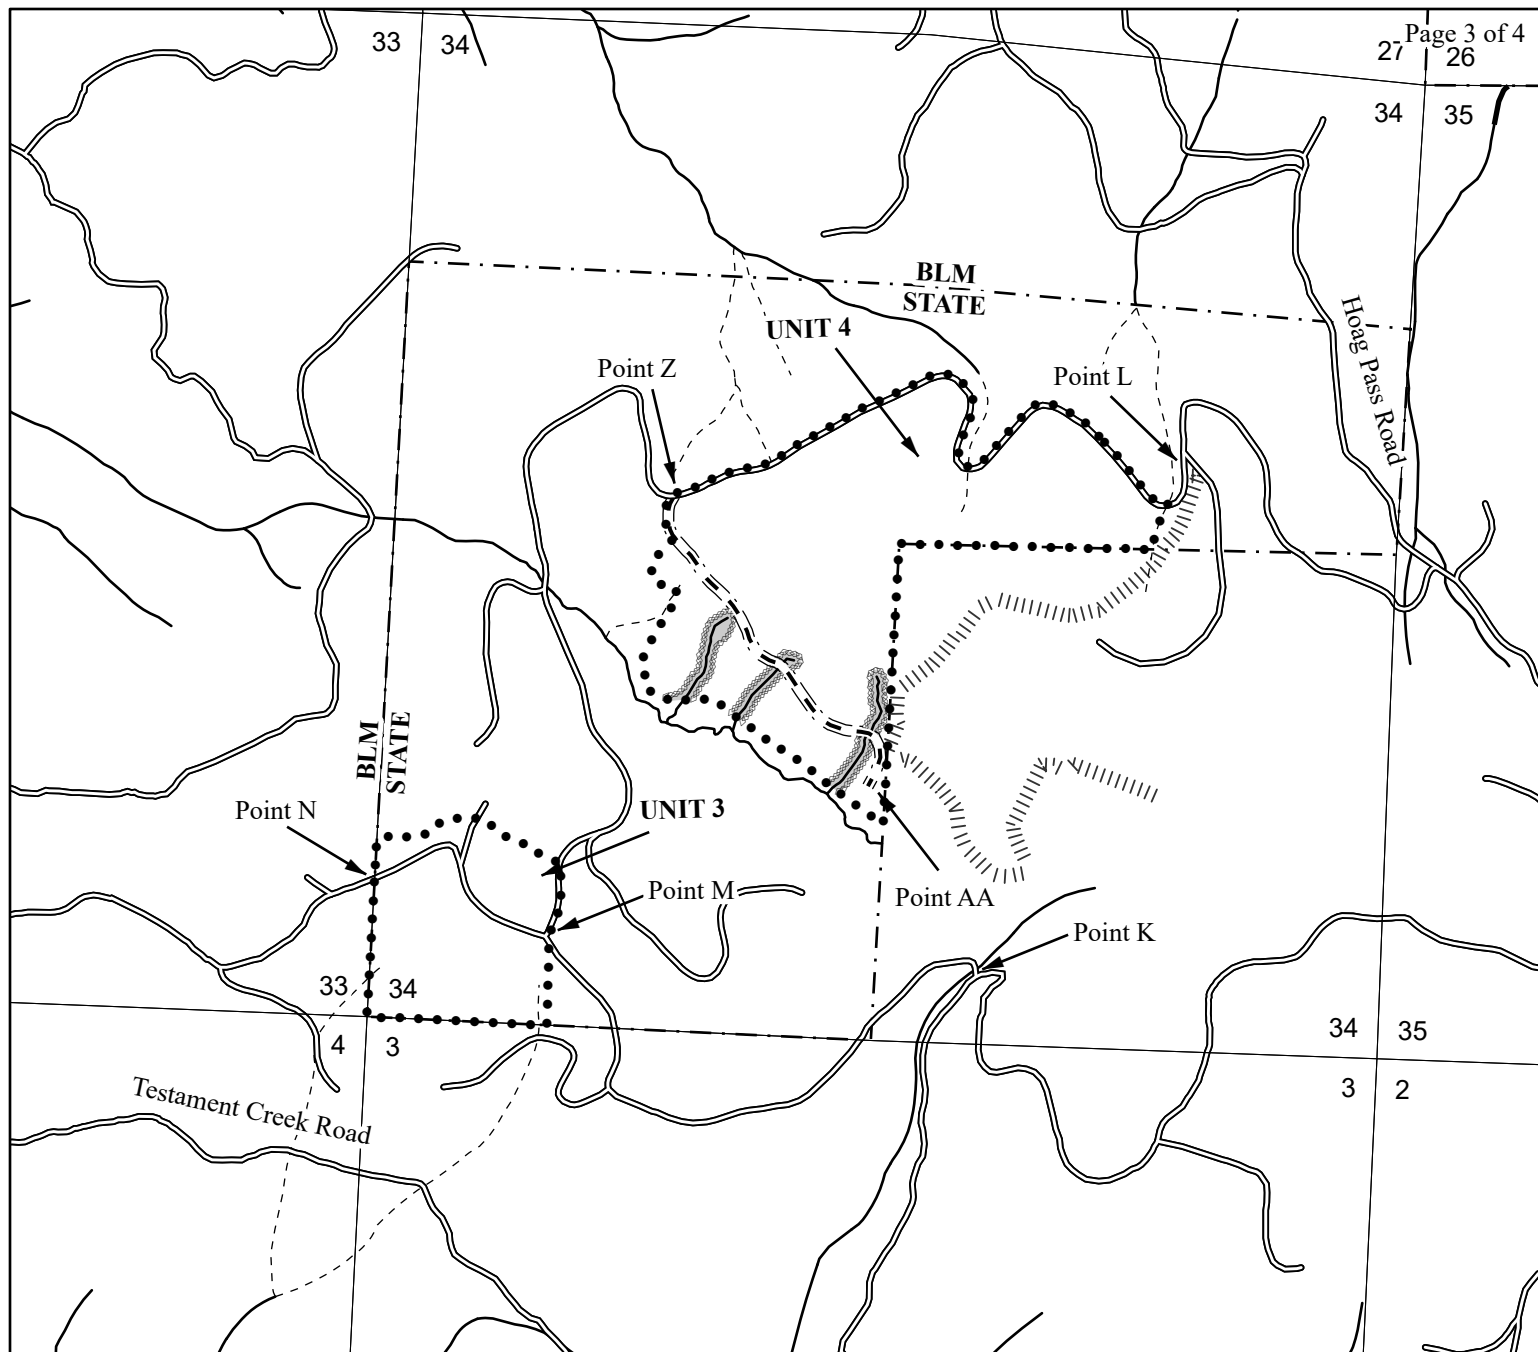 Page 3 of 4
33 34
27 26
34 35
BLM
STATE
UNIT 4
Hoag Pass Road
Point Z
Point L
BLM
STATE
Point N
UNIT 3
Point M
Point AA
Point K
33 34
4 3
34 35
3 2
Testament Creek Road